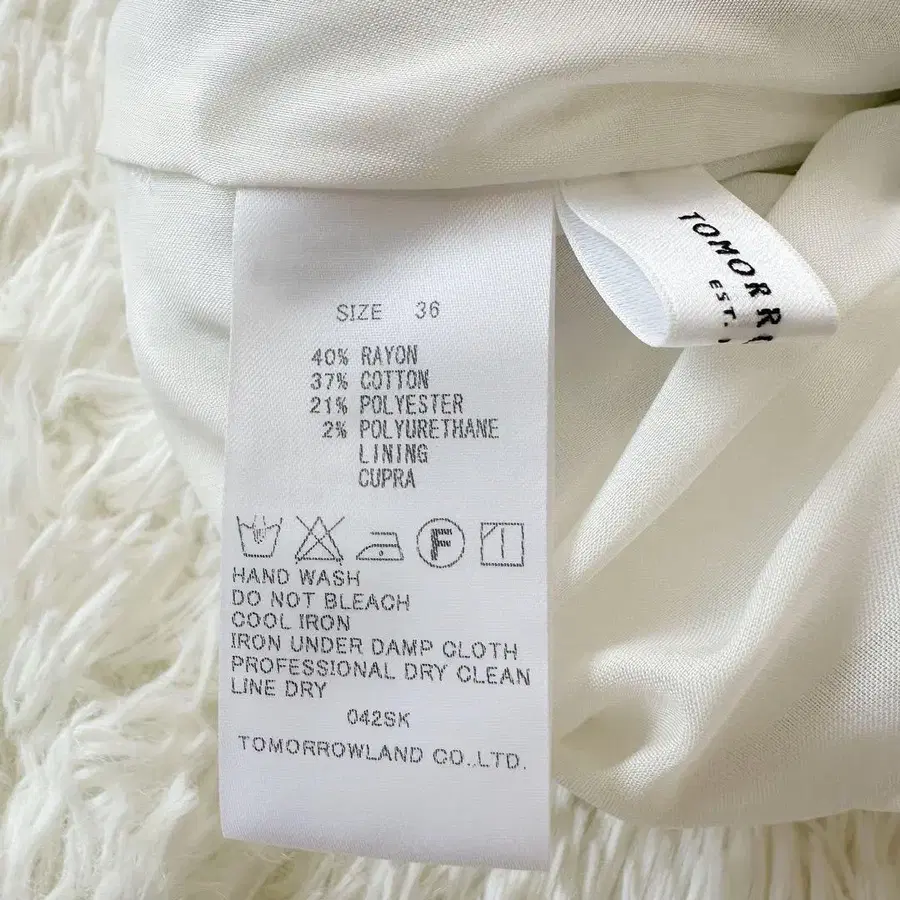 SIZE 36
40% RAYON
37% COTTON
21% POLYESTER
2% POLYURETHANE
LINING
CUPRA
F
HAND WASH
DO NOT BLEACH
COOL IRON
IRON UNDER DAMP CLOTH
PROFESSIONAL DRY CLEAN
LINE DRY
042SK
TOMORROWLAND CO.,LTD.
TOMORR
EST.